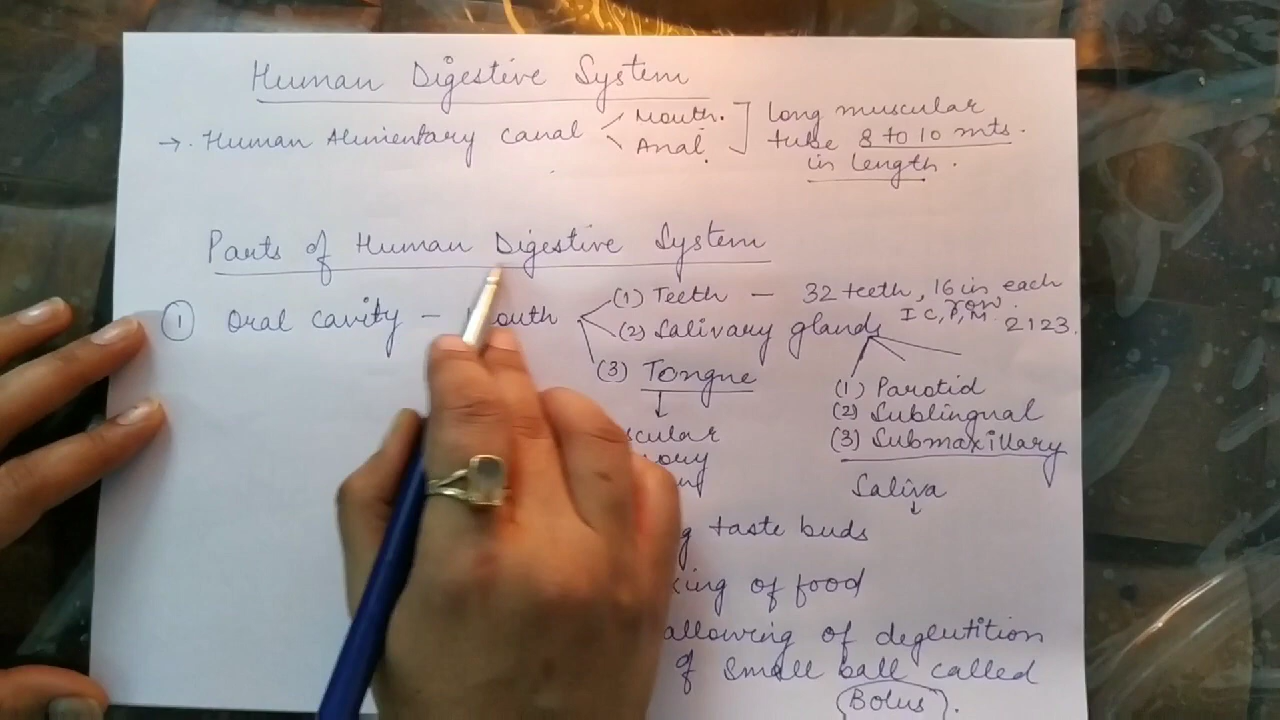 Human Digestive System
→. Human Alimentary canal Mouth. Anal. ] long muscular
tube 8 to 10 mts.
in length.
Parts of Human Digestive System
1 Oral cavity - Mouth
(1) Teeth - 32 teeth, 16 in each
row.
I C, P, M. 2123.
(2) Salivary glands
(3) Tongue
↓
(1) Parotid
(2) Sublingual
(3) Submaxillary
Saliva
↓
taste buds
of food
of deglutition
of small ball called
(Bolus).